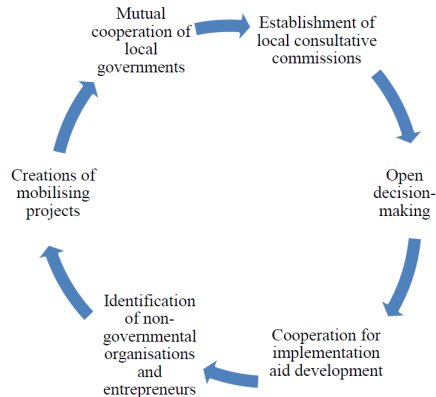 Mutual
cooperation of
local
governments
Establishment of
local consultative
commissions
Open
decision-
making
Cooperation for
implementation
aid development
Identification
of non-
governmental
organisations
and
entrepreneurs
Creations of
mobilising
projects